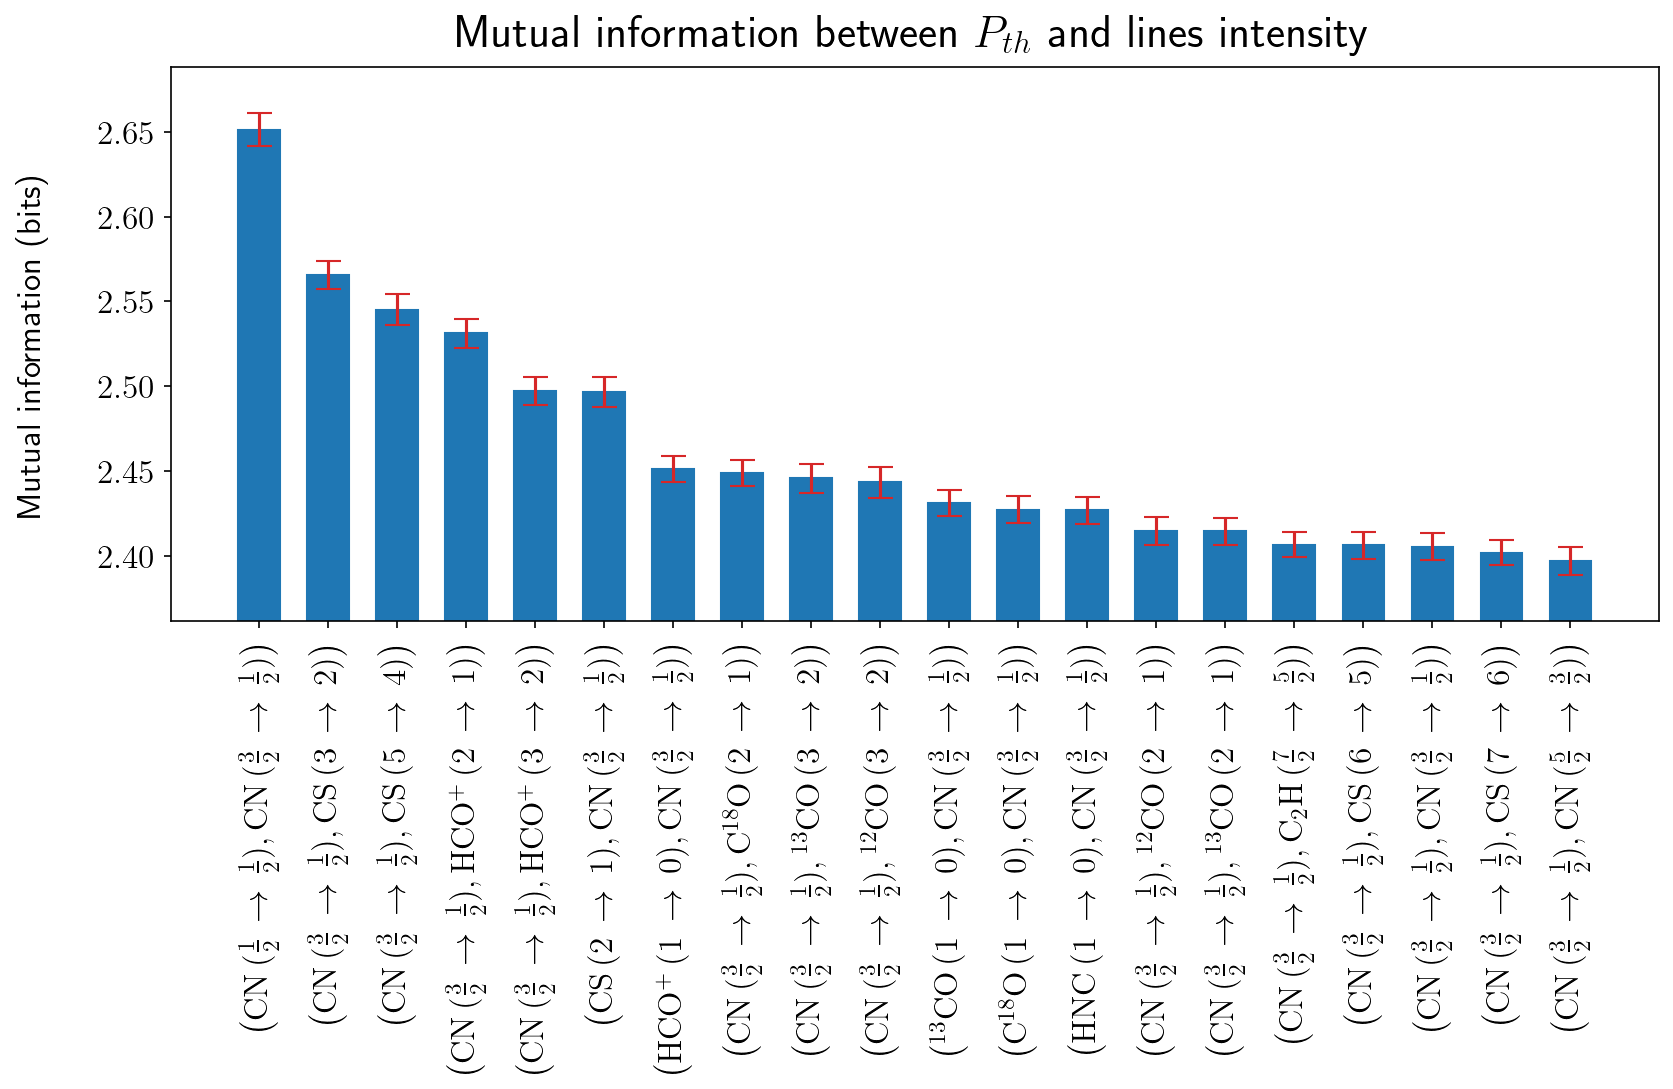 Mutual information between P_th and lines intensity
Mutual information (bits)
2.65
2.60
2.55
2.50
2.45
2.40
(CN (1/2 → 1/2), CN (3/2 → 1/2))
(CN (3/2 → 1/2), CS (3 → 2))
(CN (3/2 → 1/2), CS (5 → 4))
(CN (3/2 → 1/2), HCO⁺ (2 → 1))
(CN (3/2 → 1/2), HCO⁺ (3 → 2))
(CS (2 → 1), CN (3/2 → 1/2))
(HCO⁺ (1 → 0), CN (3/2 → 1/2))
(CN (3/2 → 1/2), C¹⁸O (2 → 1))
(CN (3/2 → 1/2), ¹³CO (3 → 2))
(CN (3/2 → 1/2), ¹²CO (3 → 2))
(¹³CO (1 → 0), CN (3/2 → 1/2))
(C¹⁸O (1 → 0), CN (3/2 → 1/2))
(HNC (1 → 0), CN (3/2 → 1/2))
(CN (3/2 → 1/2), ¹²CO (2 → 1))
(CN (3/2 → 1/2), ¹³CO (2 → 1))
(CN (3/2 → 1/2), C₂H (7/2 → 5/2))
(CN (3/2 → 1/2), CS (6 → 5))
(CN (3/2 → 1/2), CN (3/2 → 1/2))
(CN (3/2 → 1/2), CS (7 → 6))
(CN (3/2 → 1/2), CN (5/2 → 3/2))